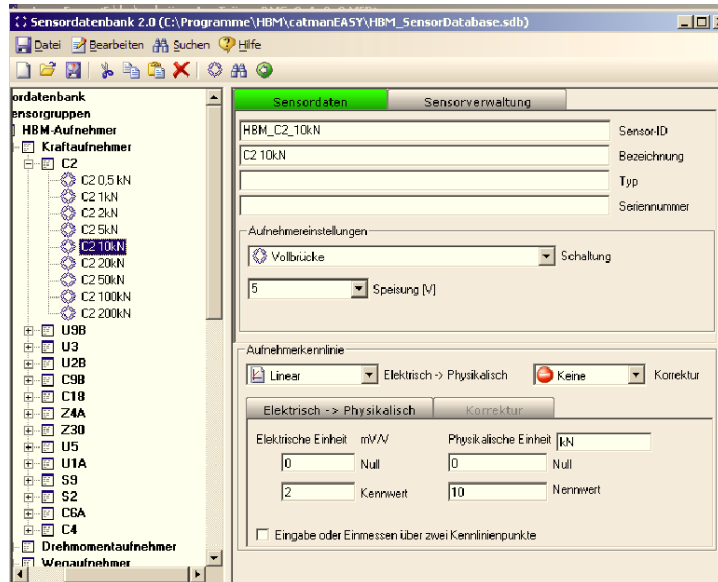 Sensordatenbank 2.0 (C:\Programme\HBM\catmanEASY\HBM_SensorDatabase.sdb)
Datei Bearbeiten Suchen Hilfe
ordatenbank
ensorgruppen
HBM-Aufnehmer
Kraftaufnehmer
C2
C2 0,5 kN
C2 1kN
C2 2kN
C2 5kN
C2 10kN
C2 20kN
C2 50kN
C2 100kN
C2 200kN
U9B
U3
U2B
C9B
C18
Z4A
Z30
U5
U1A
S9
S2
C6A
C4
Drehmomentaufnehmer
Wegaufnehmer
Sensordaten Sensorverwaltung
HBM_C2_10kN Sensor-ID
C2 10kN Bezeichnung
Typ
Seriennummer
Aufnehmereinstellungen
Vollbrücke Schaltung
5 Speisung [V]
Aufnehmerkennlinie
Linear Elektrisch -> Physikalisch Keine Korrektur
Elektrisch -> Physikalisch Korrektur
Elektrische Einheit mV/V Physikalische Einheit kN
0 Null 0 Null
2 Kennwert 10 Nennwert
Eingabe oder Einmessen über zwei Kennlinienpunkte